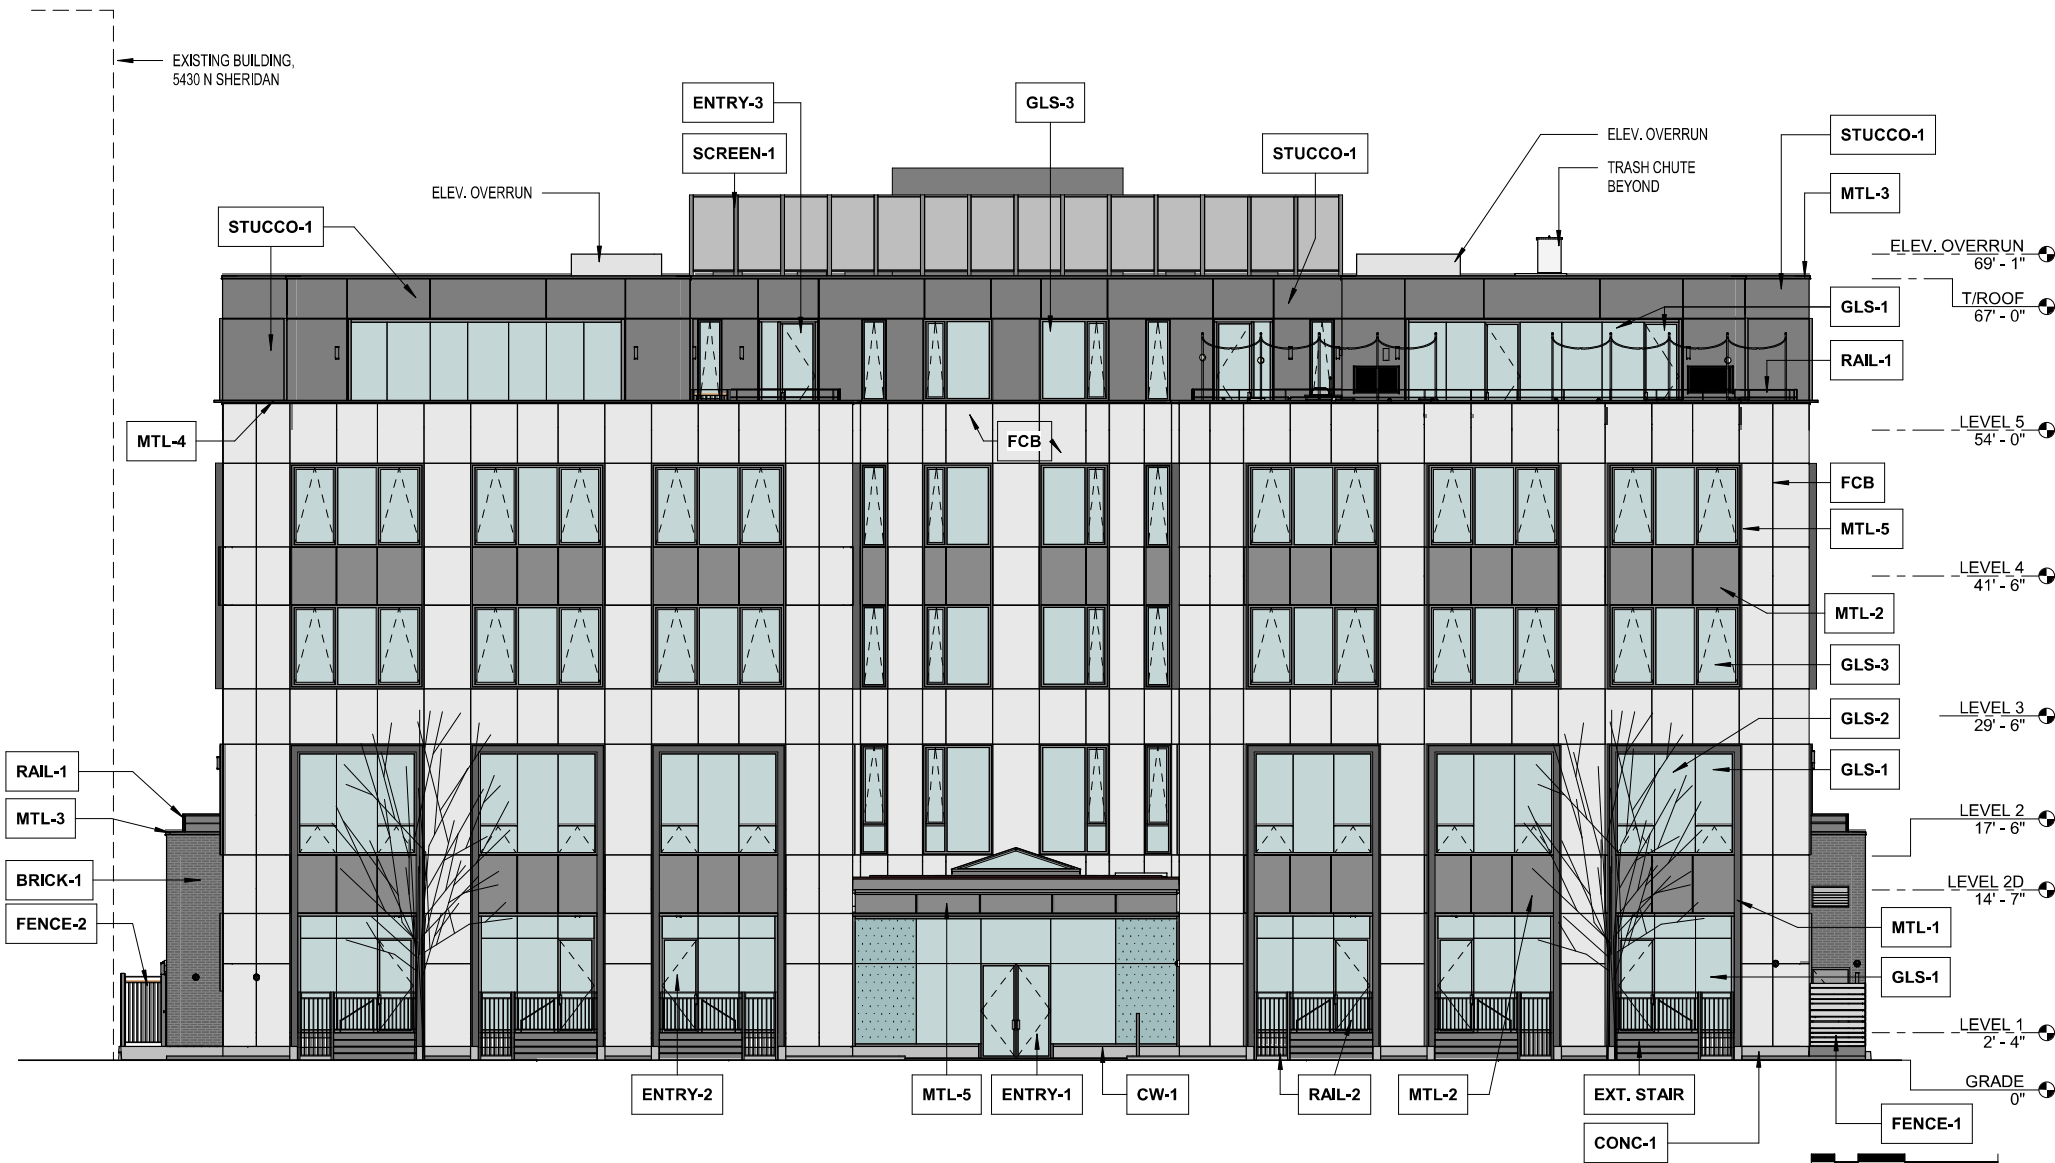 EXISTING BUILDING,
5430 N SHERIDAN
ENTRY-3
GLS-3
SCREEN-1
STUCCO-1
ELEV. OVERRUN
STUCCO-1
TRASH CHUTE
BEYOND
MTL-3
ELEV. OVERRUN
STUCCO-1
ELEV. OVERRUN
69' - 1"
T/ROOF
67' - 0"
GLS-1
RAIL-1
MTL-4
FCB
LEVEL 5
54' - 0"
FCB
MTL-5
LEVEL 4
41' - 6"
MTL-2
GLS-3
LEVEL 3
29' - 6"
GLS-2
GLS-1
RAIL-1
MTL-3
LEVEL 2
17' - 6"
BRICK-1
LEVEL 2D
14' - 7"
FENCE-2
MTL-1
GLS-1
LEVEL 1
2' - 4"
ENTRY-2
MTL-5
ENTRY-1
CW-1
RAIL-2
MTL-2
EXT. STAIR
GRADE
0"
FENCE-1
CONC-1